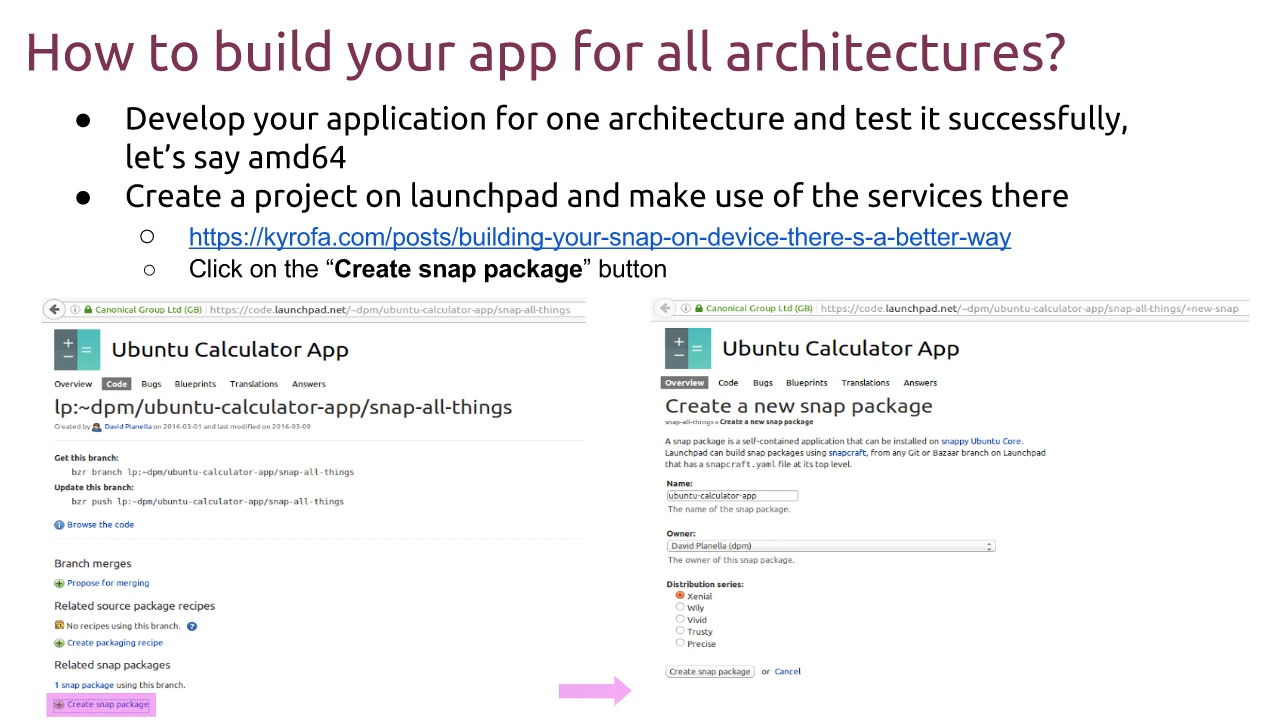 How to build your app for all architectures?
● Develop your application for one architecture and test it successfully,
let’s say amd64
● Create a project on launchpad and make use of the services there
○ https://kyrofa.com/posts/building-your-snap-on-device-there-s-a-better-way
○ Click on the “Create snap package” button
Canonical Group Ltd (GB) https://code.launchpad.net/~dpm/ubuntu-calculator-app/snap-all-things
Ubuntu Calculator App
Overview Code Bugs Blueprints Translations Answers
lp:~dpm/ubuntu-calculator-app/snap-all-things
Created by David Planella on 2016-03-01 and last modified on 2016-03-09
Get this branch:
bzr branch lp:~dpm/ubuntu-calculator-app/snap-all-things
Update this branch:
bzr push lp:~dpm/ubuntu-calculator-app/snap-all-things
Browse the code
Branch merges
Propose for merging
Related source package recipes
No recipes using this branch.
Create packaging recipe
Related snap packages
1 snap package using this branch.
Create snap package
Canonical Group Ltd (GB) https://code.launchpad.net/~dpm/ubuntu-calculator-app/snap-all-things/+new-snap
Ubuntu Calculator App
Overview Code Bugs Blueprints Translations Answers
Create a new snap package
snap-all-things » Create a new snap package
A snap package is a self-contained application that can be installed on snappy Ubuntu Core.
Launchpad can build snap packages using snapcraft, from any Git or Bazaar branch on Launchpad
that has a snapcraft.yaml file at its top level.
Name:
ubuntu-calculator-app
The name of the snap package.
Owner:
David Planella (dpm)
The owner of this snap package.
Distribution series:
Xenial
Wily
Vivid
Trusty
Precise
Create snap package or Cancel